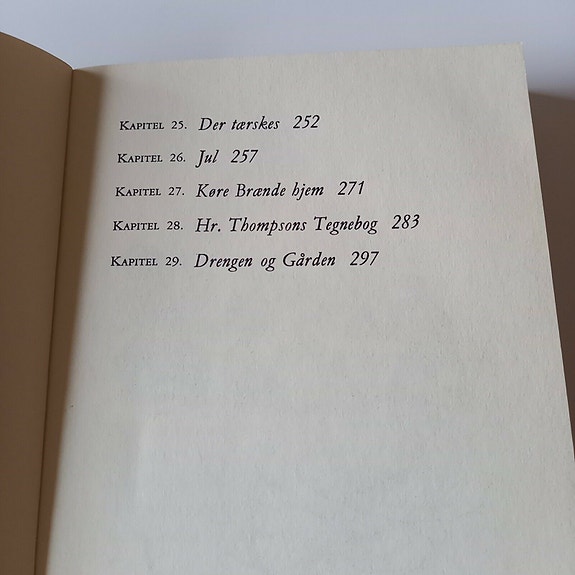 Kapitel 25. Der tærskes 252
Kapitel 26. Jul 257
Kapitel 27. Køre Brænde hjem 271
Kapitel 28. Hr. Thompsons Tegnebog 283
Kapitel 29. Drengen og Gården 297